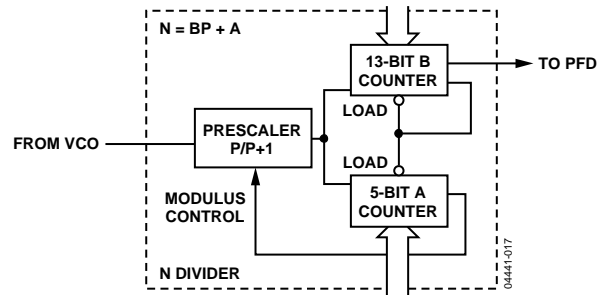 N = BP + A
13-BIT B
COUNTER
TO PFD
LOAD
PRESCALER
P/P+1
FROM VCO
LOAD
MODULUS
CONTROL
5-BIT A
COUNTER
N DIVIDER
04441-017